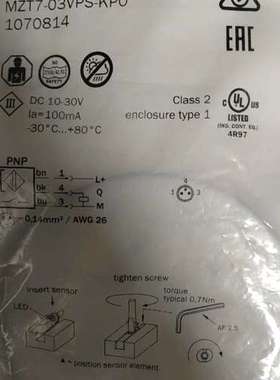 MZT7-03VPS-KP0
1070814
EAC
DC 10-30V
Ia=100mA
-30°C...+80°C
Class 2
enclosure type 1
c UL US
LISTED
(IND. CONT. EQ.)
4R97
PNP
bn 1 L+
bk 4 Q
bu 3 M
4
1 3
= 0,14mm² / AWG 26
tighten screw
insert sensor
LED
torque
typical 0,7Nm
AF 1,5
▲ = position sensor element